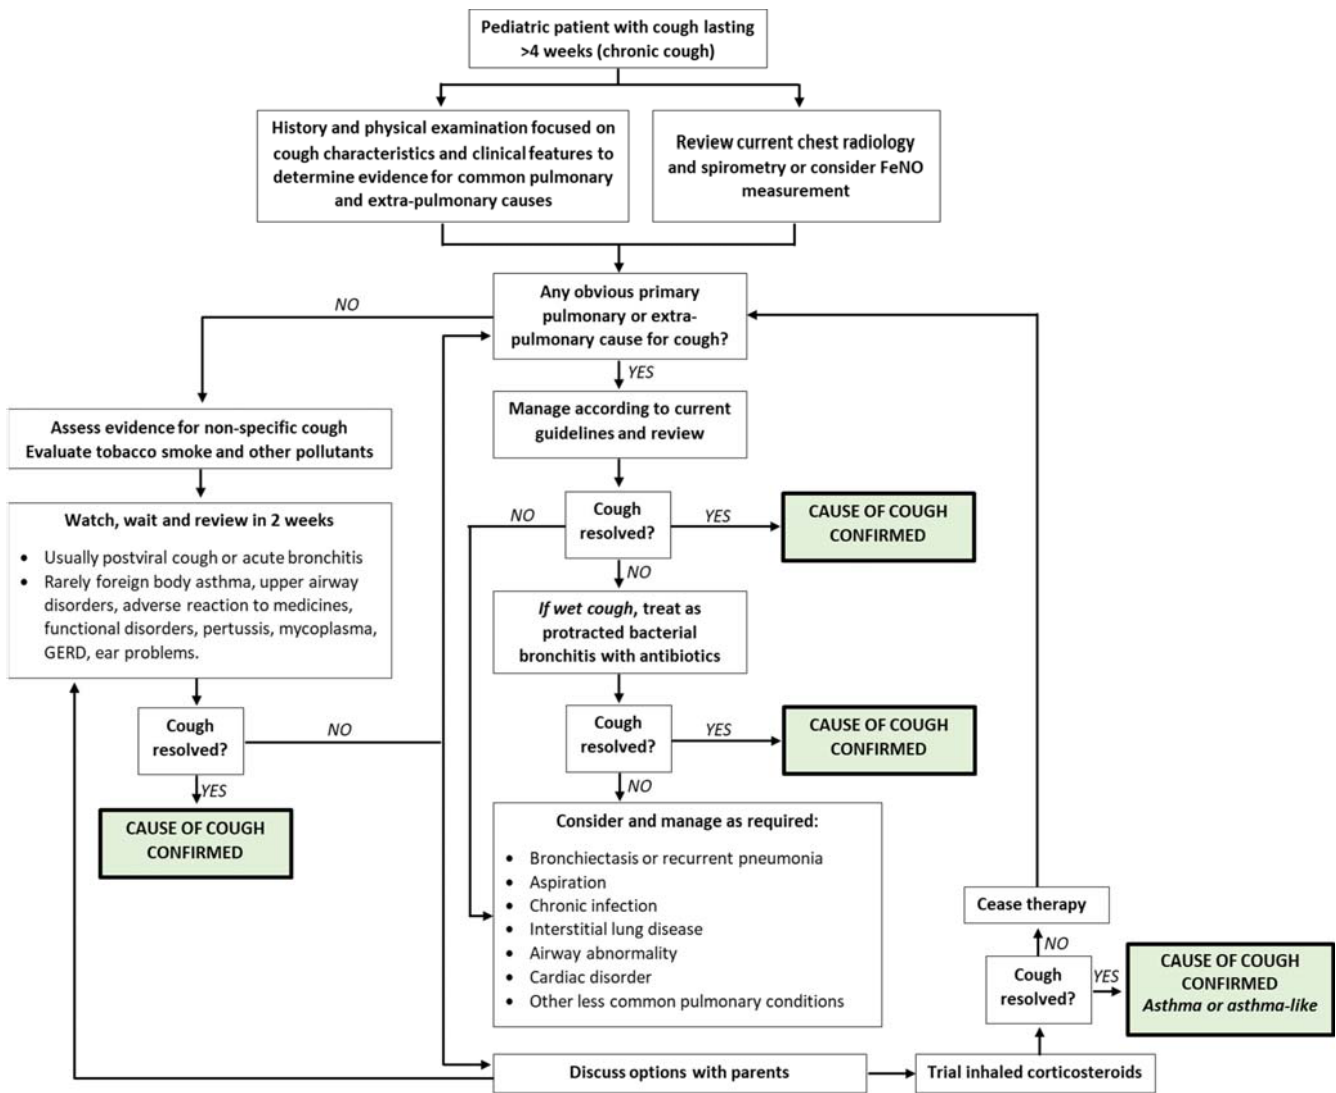 Pediatric patient with cough lasting
>4 weeks (chronic cough)
History and physical examination focused on
cough characteristics and clinical features to
determine evidence for common pulmonary
and extra-pulmonary causes
Review current chest radiology
and spirometry or consider FeNO
measurement
Any obvious primary
pulmonary or extra-
pulmonary cause for cough?
NO
YES
Assess evidence for non-specific cough
Evaluate tobacco smoke and other pollutants
Watch, wait and review in 2 weeks
• Usually postviral cough or acute bronchitis
• Rarely foreign body asthma, upper airway
disorders, adverse reaction to medicines,
functional disorders, pertussis, mycoplasma,
GERD, ear problems.
Cough
resolved?
NO
YES
CAUSE OF COUGH
CONFIRMED
Manage according to current
guidelines and review
Cough
resolved?
NO
YES
CAUSE OF COUGH
CONFIRMED
NO
If wet cough, treat as
protracted bacterial
bronchitis with antibiotics
Cough
resolved?
YES
CAUSE OF COUGH
CONFIRMED
NO
Consider and manage as required:
• Bronchiectasis or recurrent pneumonia
• Aspiration
• Chronic infection
• Interstitial lung disease
• Airway abnormality
• Cardiac disorder
• Other less common pulmonary conditions
Discuss options with parents
Trial inhaled corticosteroids
Cough
resolved?
NO
YES
Cease therapy
CAUSE OF COUGH
CONFIRMED
Asthma or asthma-like